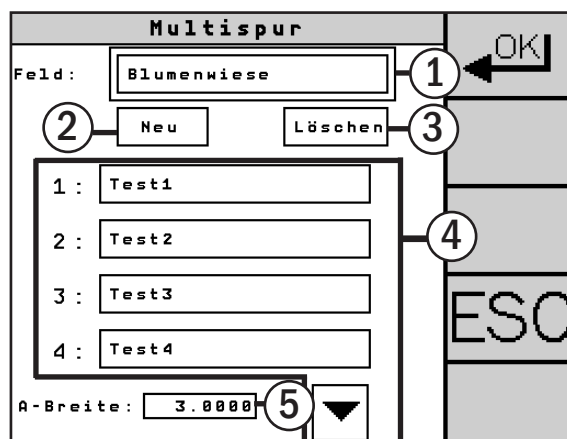 Multispur
OK
Feld: Blumenwiese 1
2 Neu Löschen 3
1: Test1
2: Test2
4
3: Test3
ESC
4: Test4
A-Breite: 3.0000 5